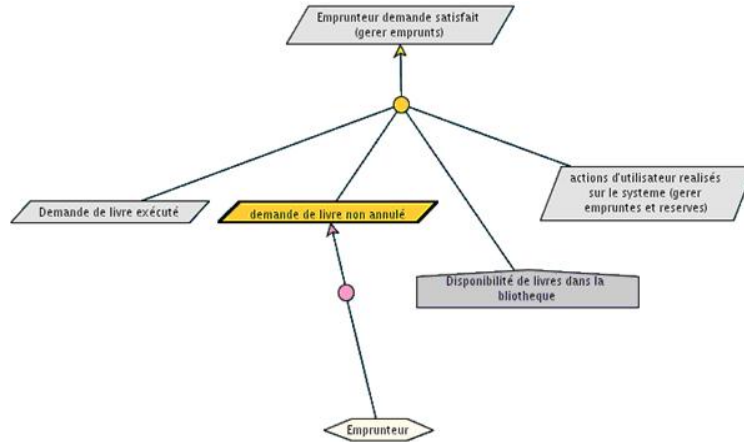 Emprunteur demande satisfait
(gerer emprunts)
actions d'utilisateur realisés
sur le systeme (gerer
empruntes et reserves)
Demande de livre exécuté
demande de livre non annulé
Disponibilité de livres dans la
bliotheque
Emprunteur